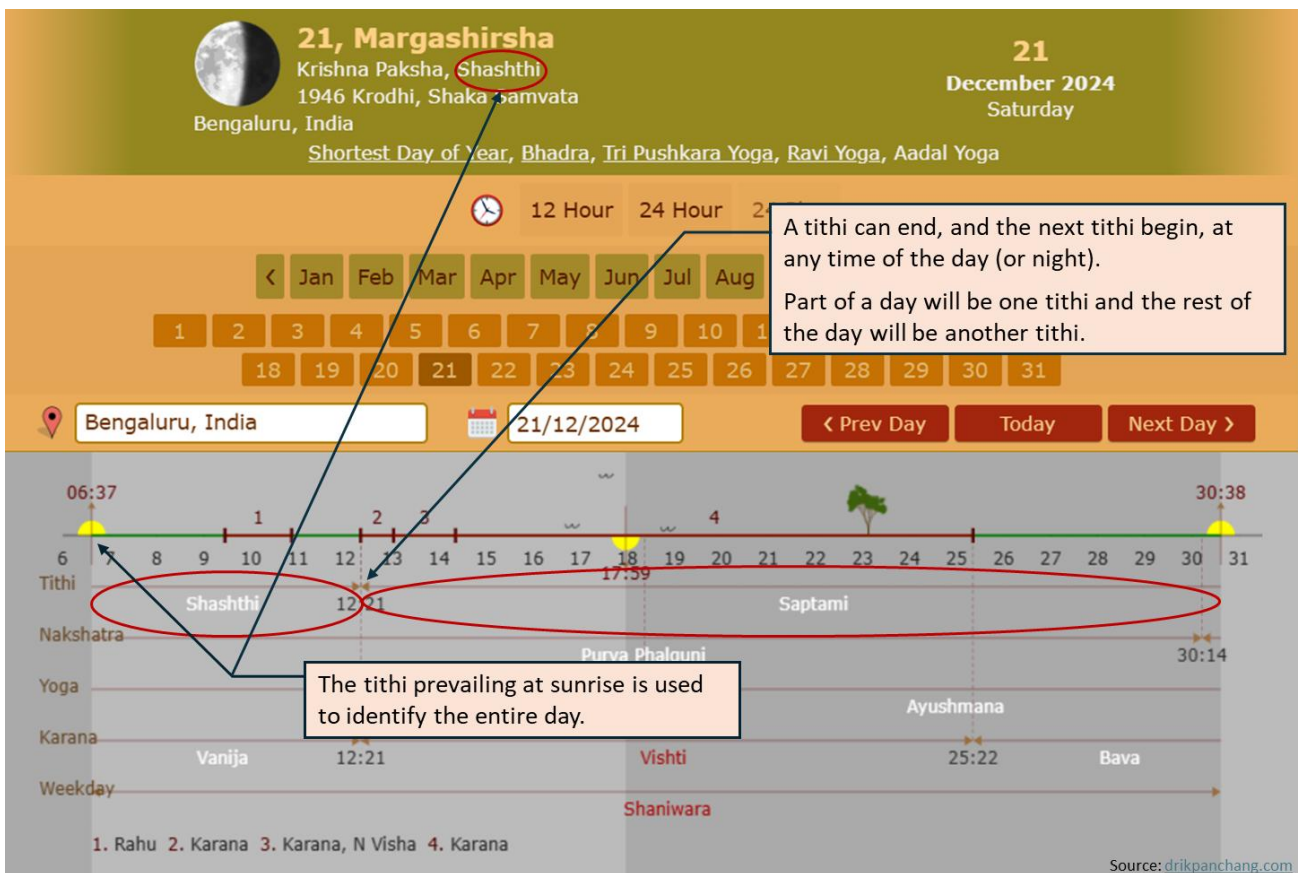 21, Margashirsha
Krishna Paksha, Shashthi
1946 Krodhi, Shaka Samvata
Bengaluru, India
21
December 2024
Saturday
Shortest Day of Year, Bhadra, Tri Pushkara Yoga, Ravi Yoga, Aadal Yoga
12 Hour 24 Hour
A tithi can end, and the next tithi begin, at
any time of the day (or night).
Part of a day will be one tithi and the rest of
the day will be another tithi.
Jan Feb Mar Apr May Jun Jul Aug
1 2 3 4 5 6 7 8 9 10
18 19 20 21 22 23 24 25 26 27 28 29 30 31
Bengaluru, India
21/12/2024
Prev Day Today Next Day
06:37 30:38
1 2 3 4
6 7 8 9 10 11 12 13 14 15 16 17 18 19 20 21 22 23 24 25 26 27 28 29 30 31
17:59
Tithi
Shashthi 12:21 Saptami
Nakshatra
Purva Phalguni 30:14
The tithi prevailing at sunrise is used
to identify the entire day.
Yoga
Ayushmana
Karana
Vanija 12:21 Vishti 25:22 Bava
Weekday
Shaniwara
1. Rahu 2. Karana 3. Karana, N Visha 4. Karana
Source: drikpanchang.com